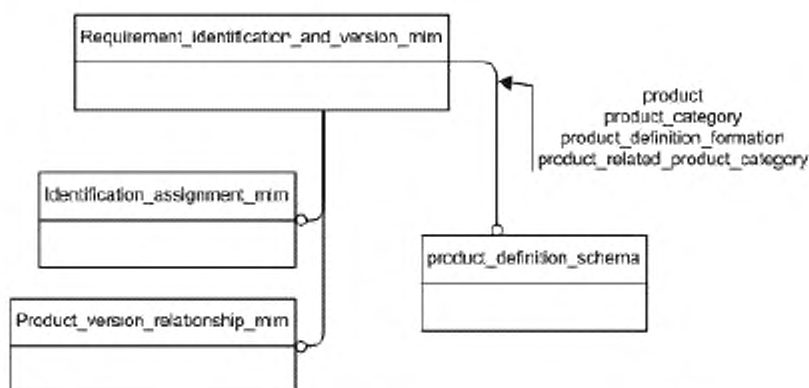 Requirement_identification_and_version_mim
product
product_category
product_definition_formation
product_related_product_category
Identification_assignment_mim
product_definition_schema
Product_version_relationship_mim